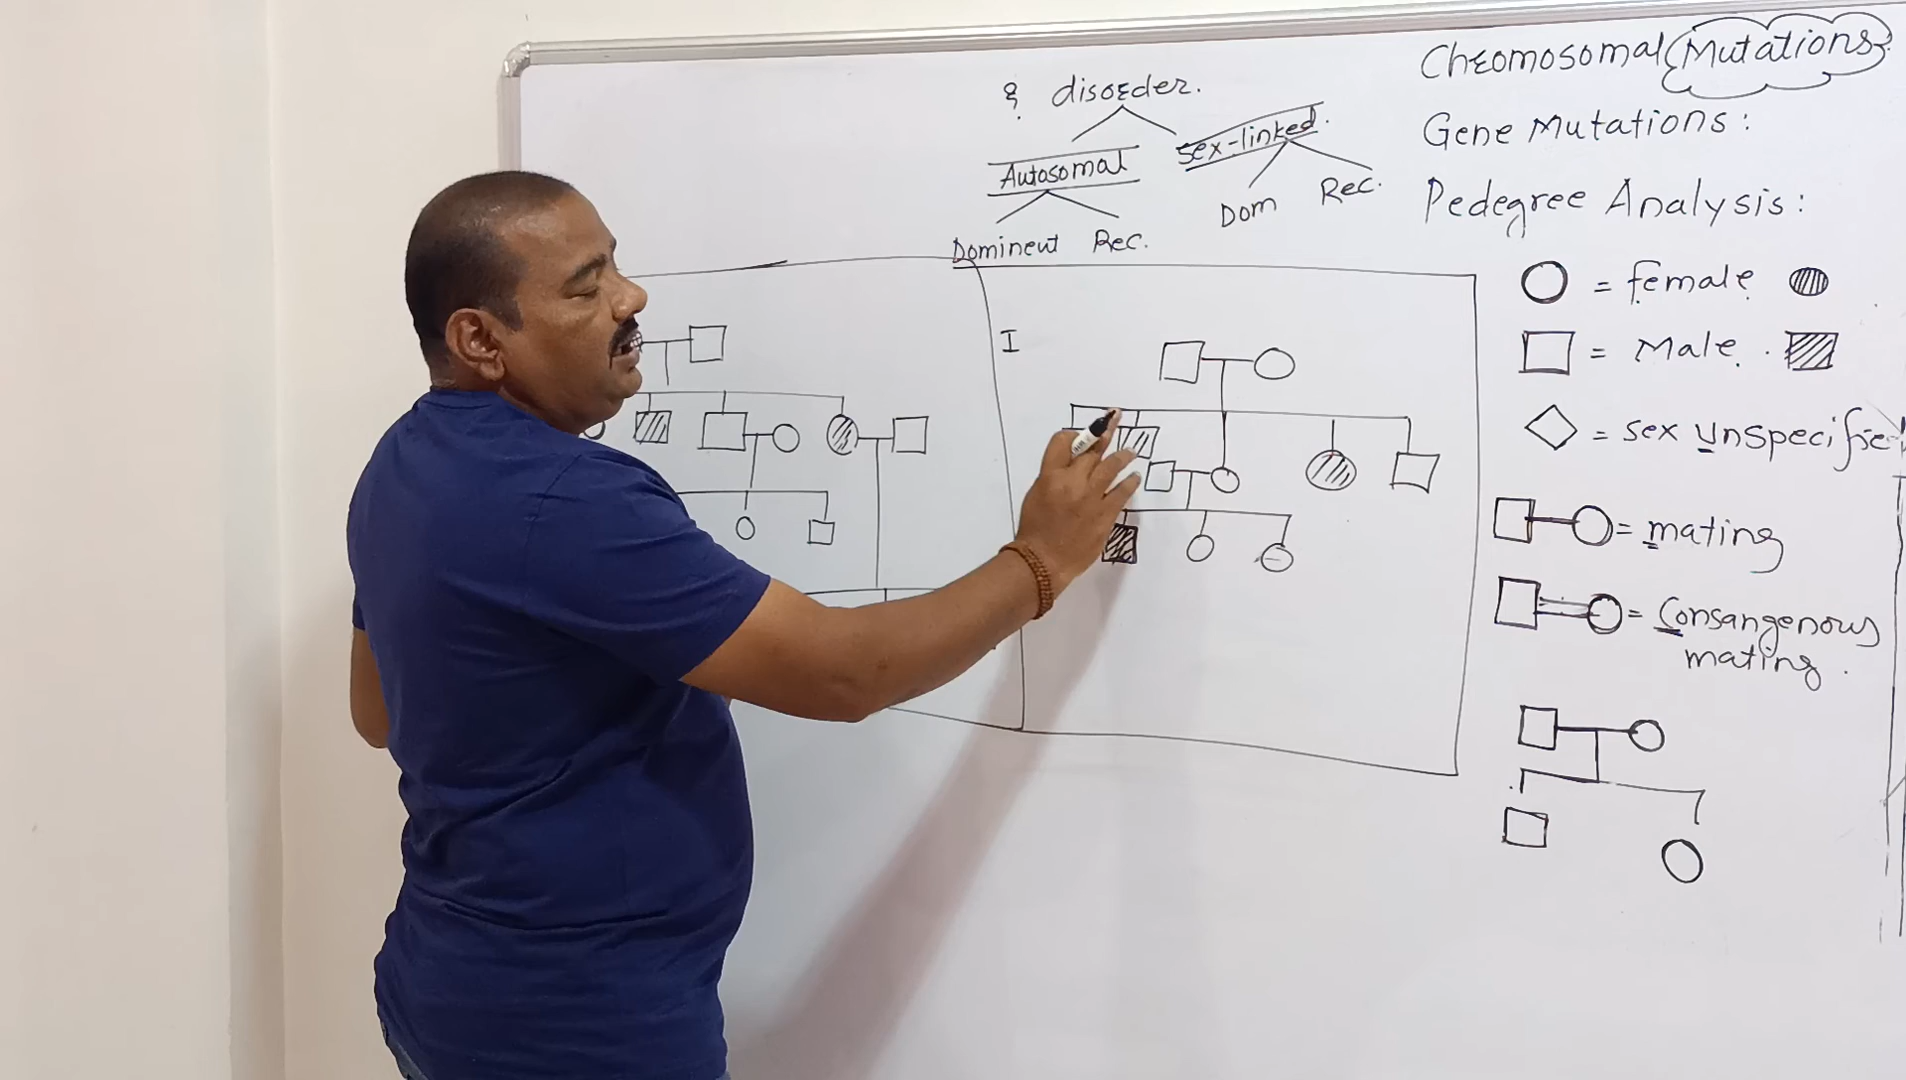 & disorder.
Autosomal
sex-linked.
Dominent Rec.
Dom Rec.
I
Chromosomal Mutations
Gene Mutations:
Pedegree Analysis:
= female
= Male.
= sex unspecifie
= mating
= Consangenous
mating.